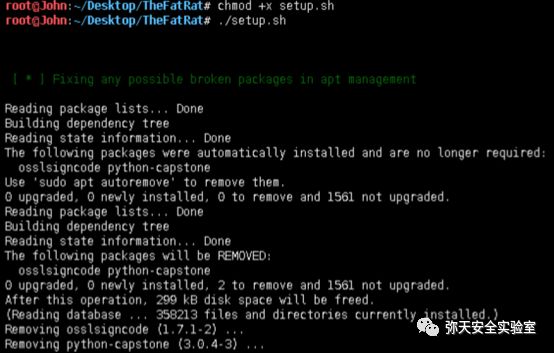 root@John:~/Desktop/TheFatRat# chmod +x setup.sh
root@John:~/Desktop/TheFatRat# ./setup.sh
[ * ] Fixing any possible broken packages in apt management
Reading package lists... Done
Building dependency tree
Reading state information... Done
The following packages were automatically installed and are no longer required:
osslsigncode python-capstone
Use 'sudo apt autoremove' to remove them.
0 upgraded, 0 newly installed, 0 to remove and 1561 not upgraded.
Reading package lists... Done
Building dependency tree
Reading state information... Done
The following packages will be REMOVED:
osslsigncode python-capstone
0 upgraded, 0 newly installed, 2 to remove and 1561 not upgraded.
After this operation, 299 kB disk space will be freed.
(Reading database ... 358213 files and directories currently installed.)
Removing osslsigncode (1.7.1-2) ...
Removing python-capstone (3.0.4-3) ...
弥天安全实验室